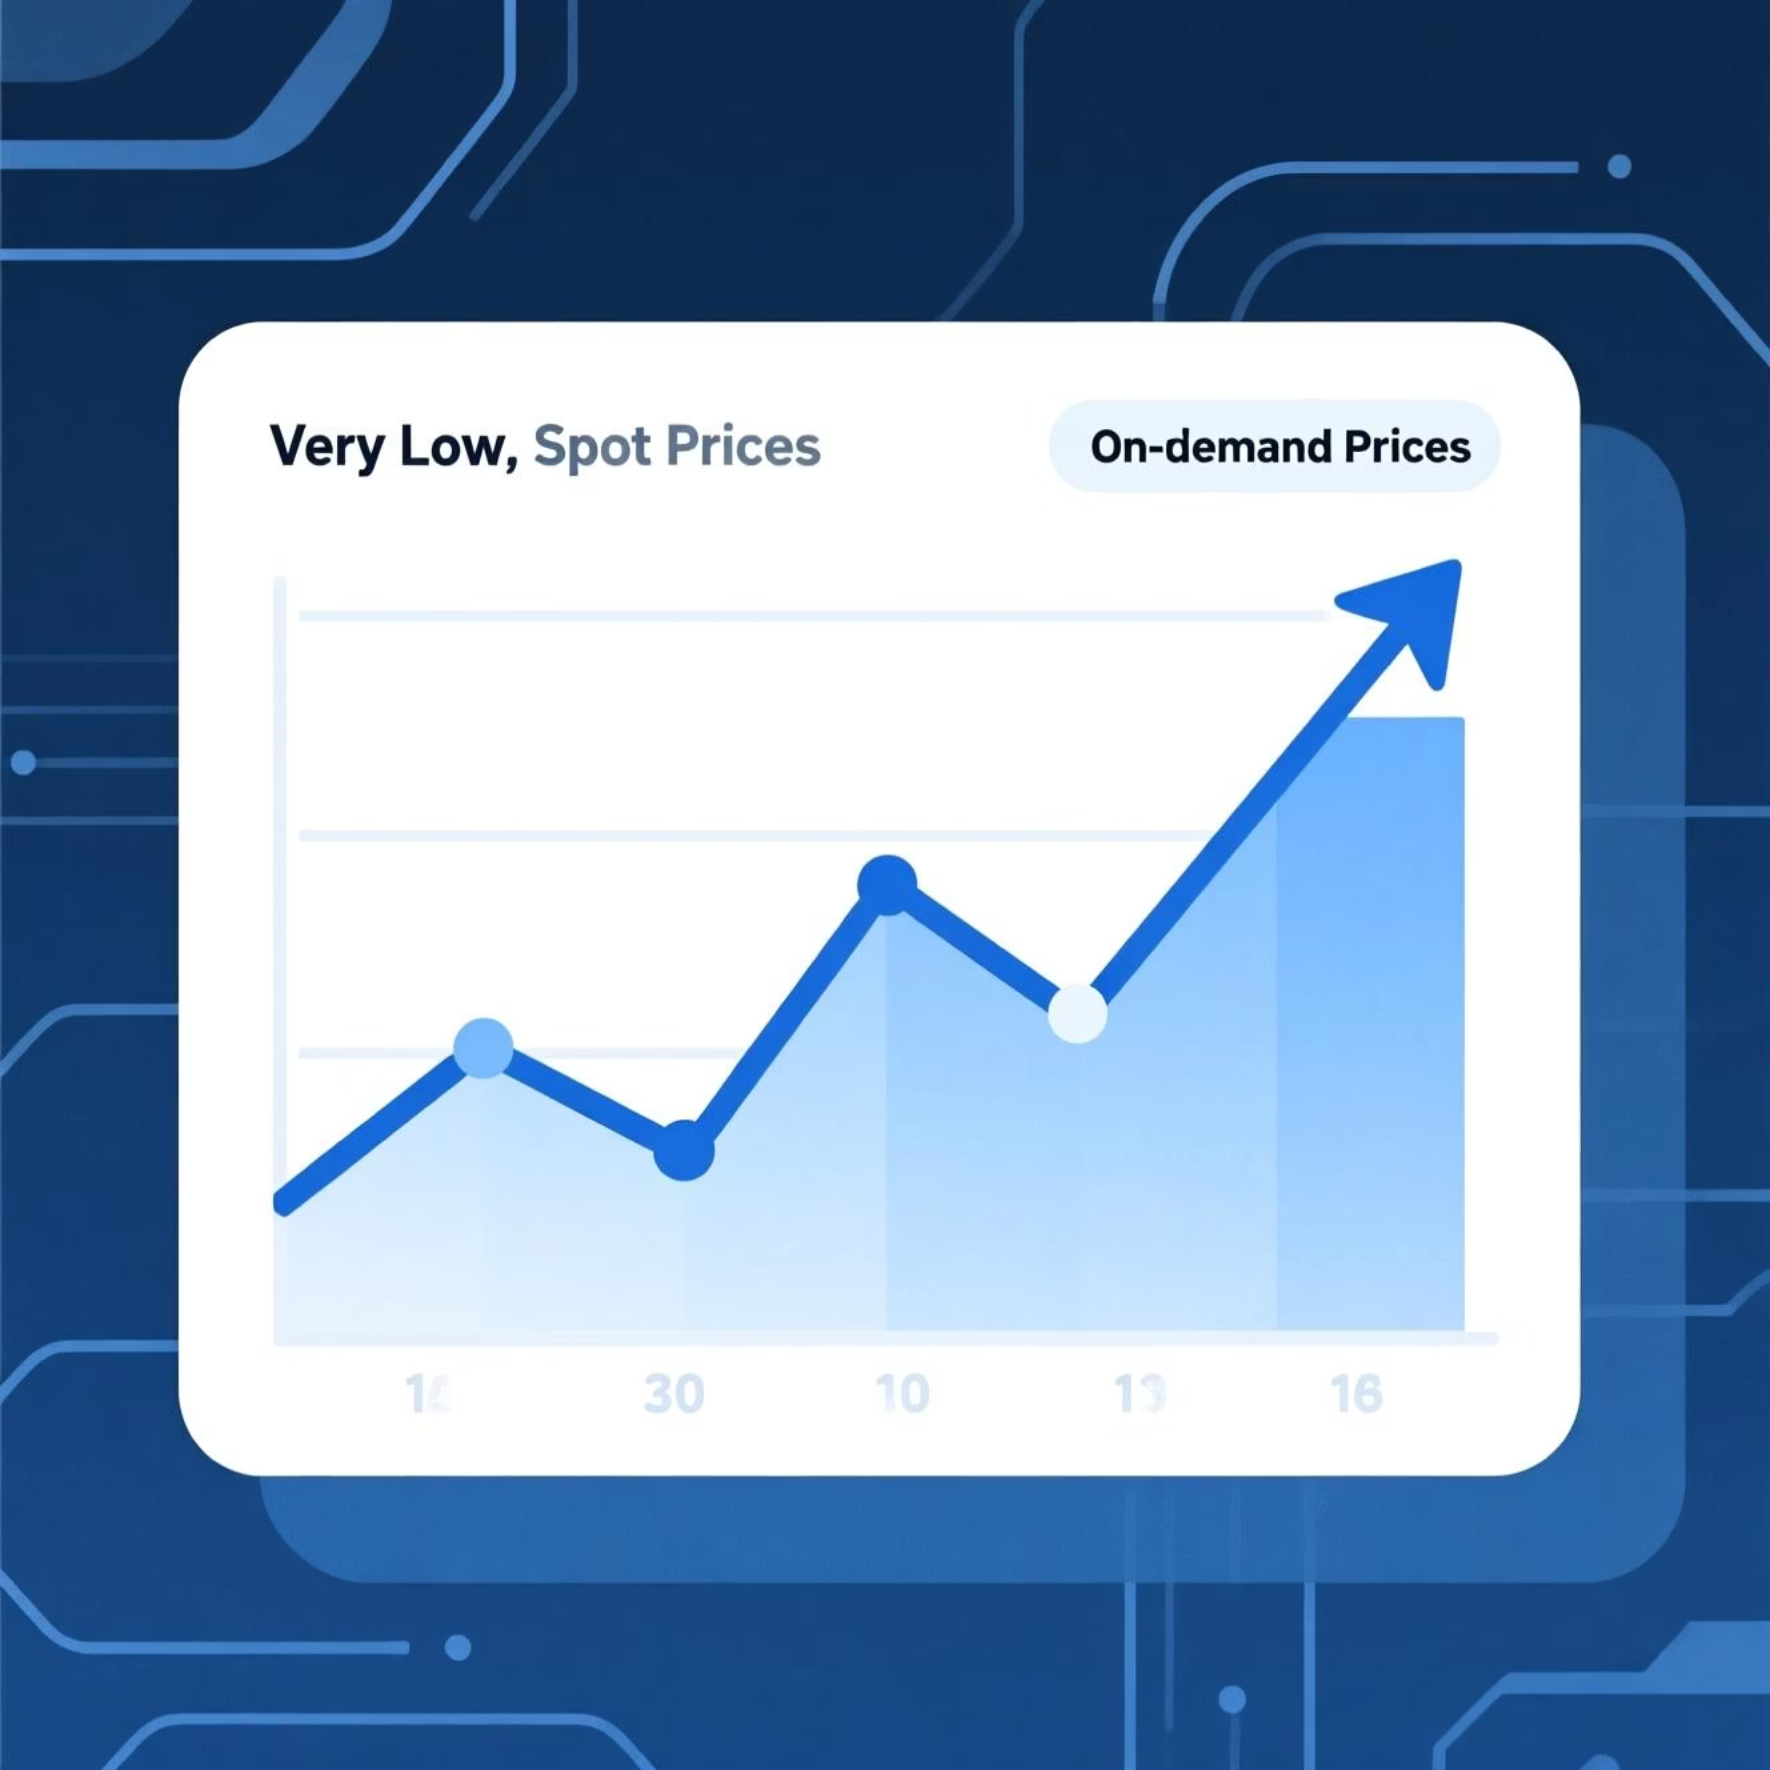 Very Low, Spot Prices
On-demand Prices
30 10 16